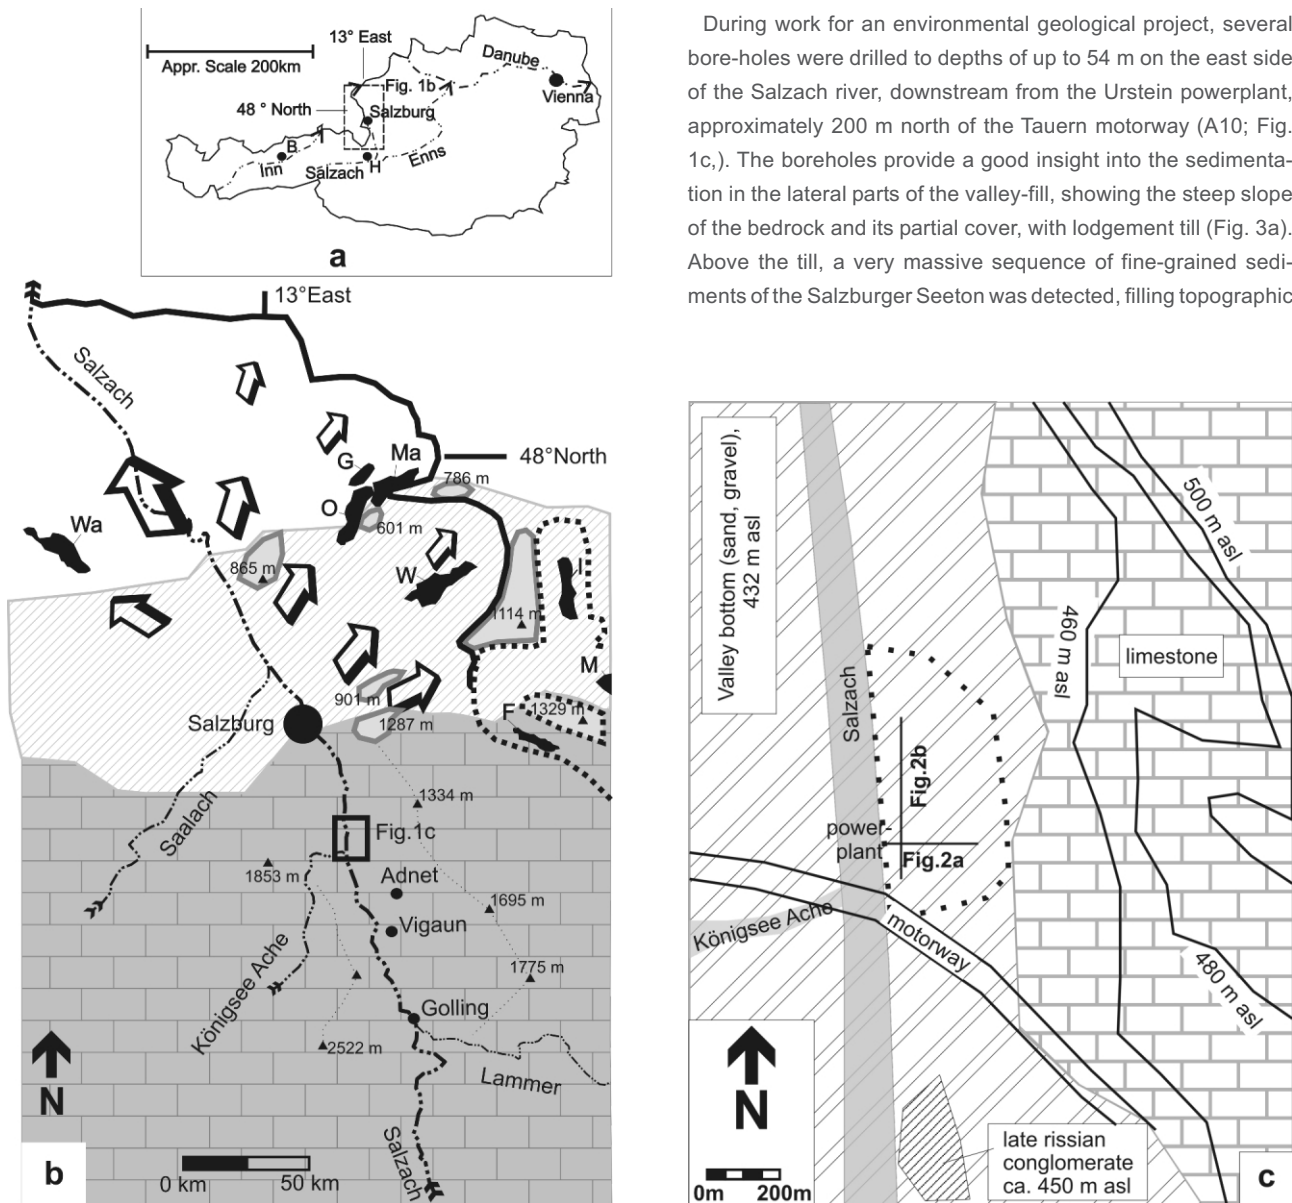 13° East
Appr. Scale 200km
Danube
Fig. 1b
Vienna
48 ° North
Salzburg
B
Inn
Salzach
H
Enns
a
During work for an environmental geological project, several
bore-holes were drilled to depths of up to 54 m on the east side
of the Salzach river, downstream from the Urstein powerplant,
approximately 200 m north of the Tauern motorway (A10; Fig.
1c,). The boreholes provide a good insight into the sedimenta-
tion in the lateral parts of the valley-fill, showing the steep slope
of the bedrock and its partial cover, with lodgement till (Fig. 3a).
Above the till, a very massive sequence of fine-grained sedi-
ments of the Salzburger Seeton was detected, filling topographic
13°East
Salzach
G
Ma
48°North
786 m
O
601 m
Wa
865 m
W
I
1114 m
M
901 m
1287 m
F
1329 m
Salzburg
Saalach
1334 m
Fig.1c
1853 m
Adnet
1695 m
Vigaun
Königsee Ache
1775 m
Golling
2522 m
Lammer
N
Salzach
b
0 km
50 km
Valley bottom (sand, gravel),
432 m asl
500 m asl
460 m asl
limestone
Salzach
Fig.2b
power-
plant
Fig.2a
Königsee Ache
motorway
480 m asl
N
late rissian
conglomerate
ca. 450 m asl
0m
200m
c